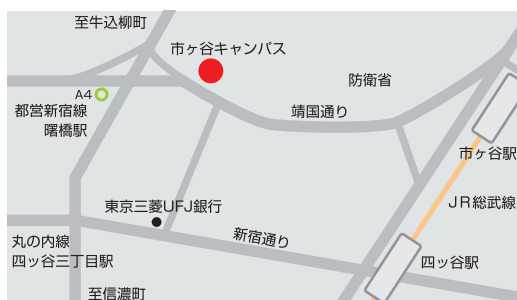 至牛込柳町
市ヶ谷キャンパス
防衛省
A4
都営新宿線
曙橋駅
靖国通り
市ヶ谷駅
JR総武線
東京三菱UFJ銀行
新宿通り
丸の内線
四ッ谷三丁目駅
四ッ谷駅
至信濃町